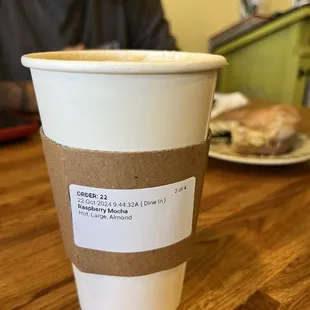 ORDER: 22
22-Oct-2024 9:44:32A ( Dine In )
2 of 4
Raspberry Mocha
Hot, Large, Almond